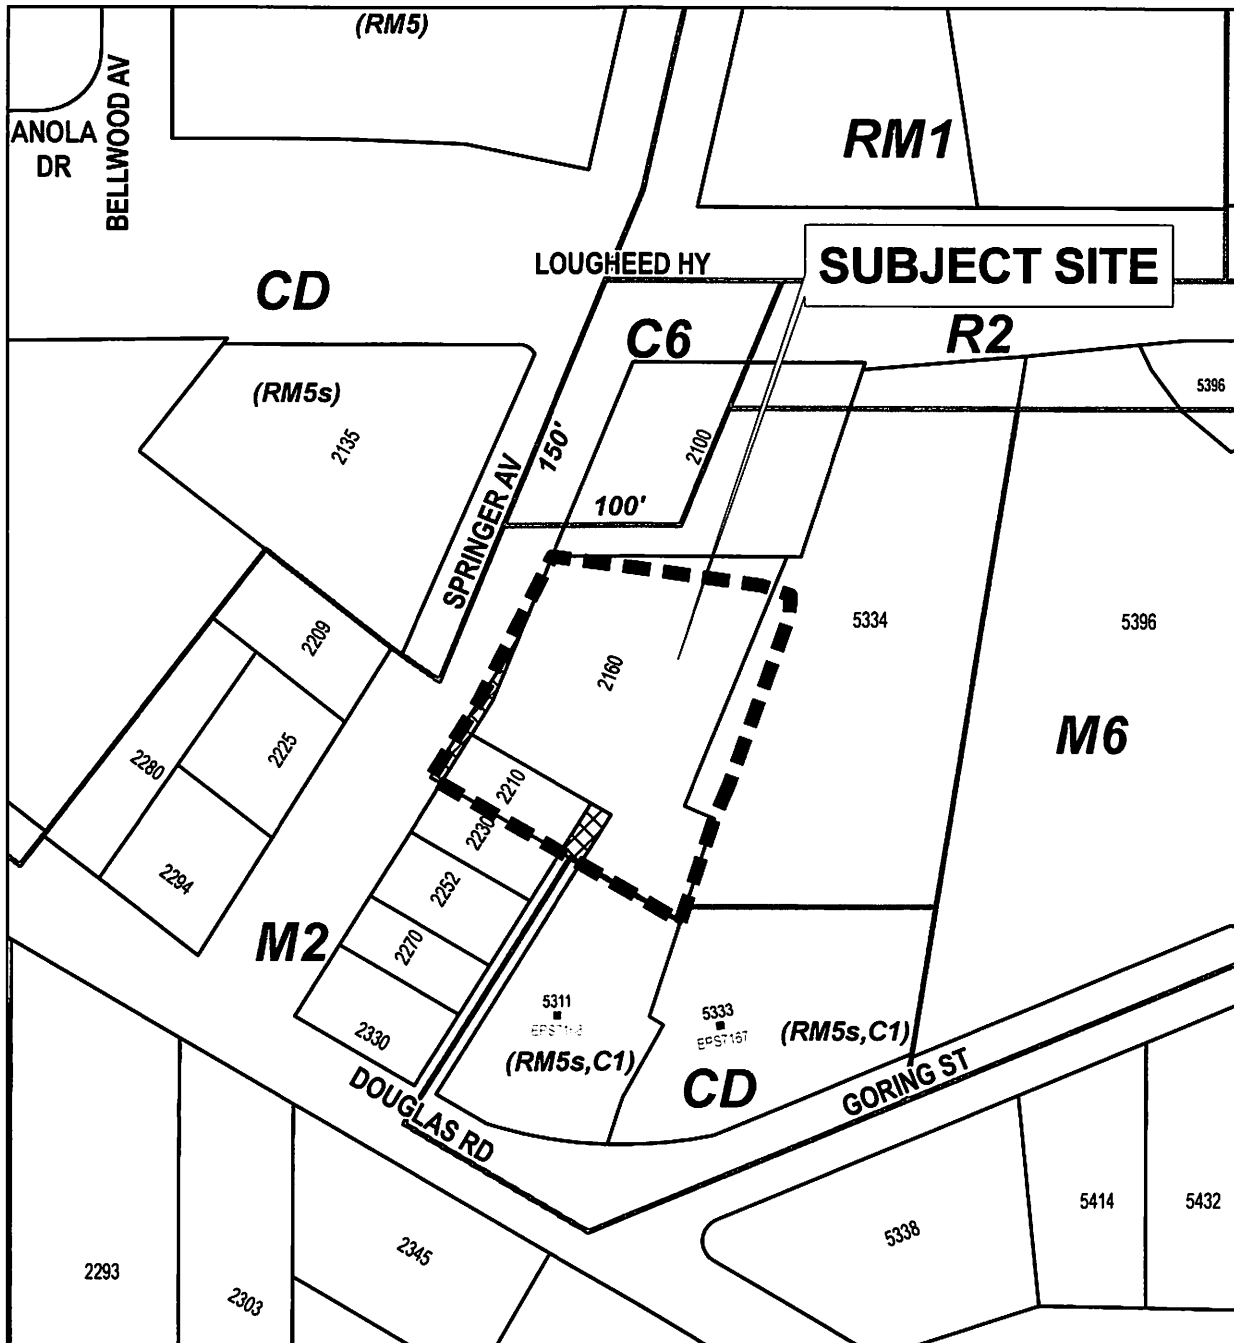 (RM5)
ANOLA
DR
BELLWOOD AV
RM1
LOUGHEED HY
SUBJECT SITE
CD
C6
R2
(RM5s)
2135
150'
2100
5396
100'
SPRINGER AV
2209
5334
5396
2160
2225
2280
M6
2210
2230
2252
2294
M2
2270
5311
5333
EPS7167
(RM5s,C1)
2330
(RM5s,C1)
CD
GORING ST
DOUGLAS RD
5414
5432
5338
2345
2293
2303